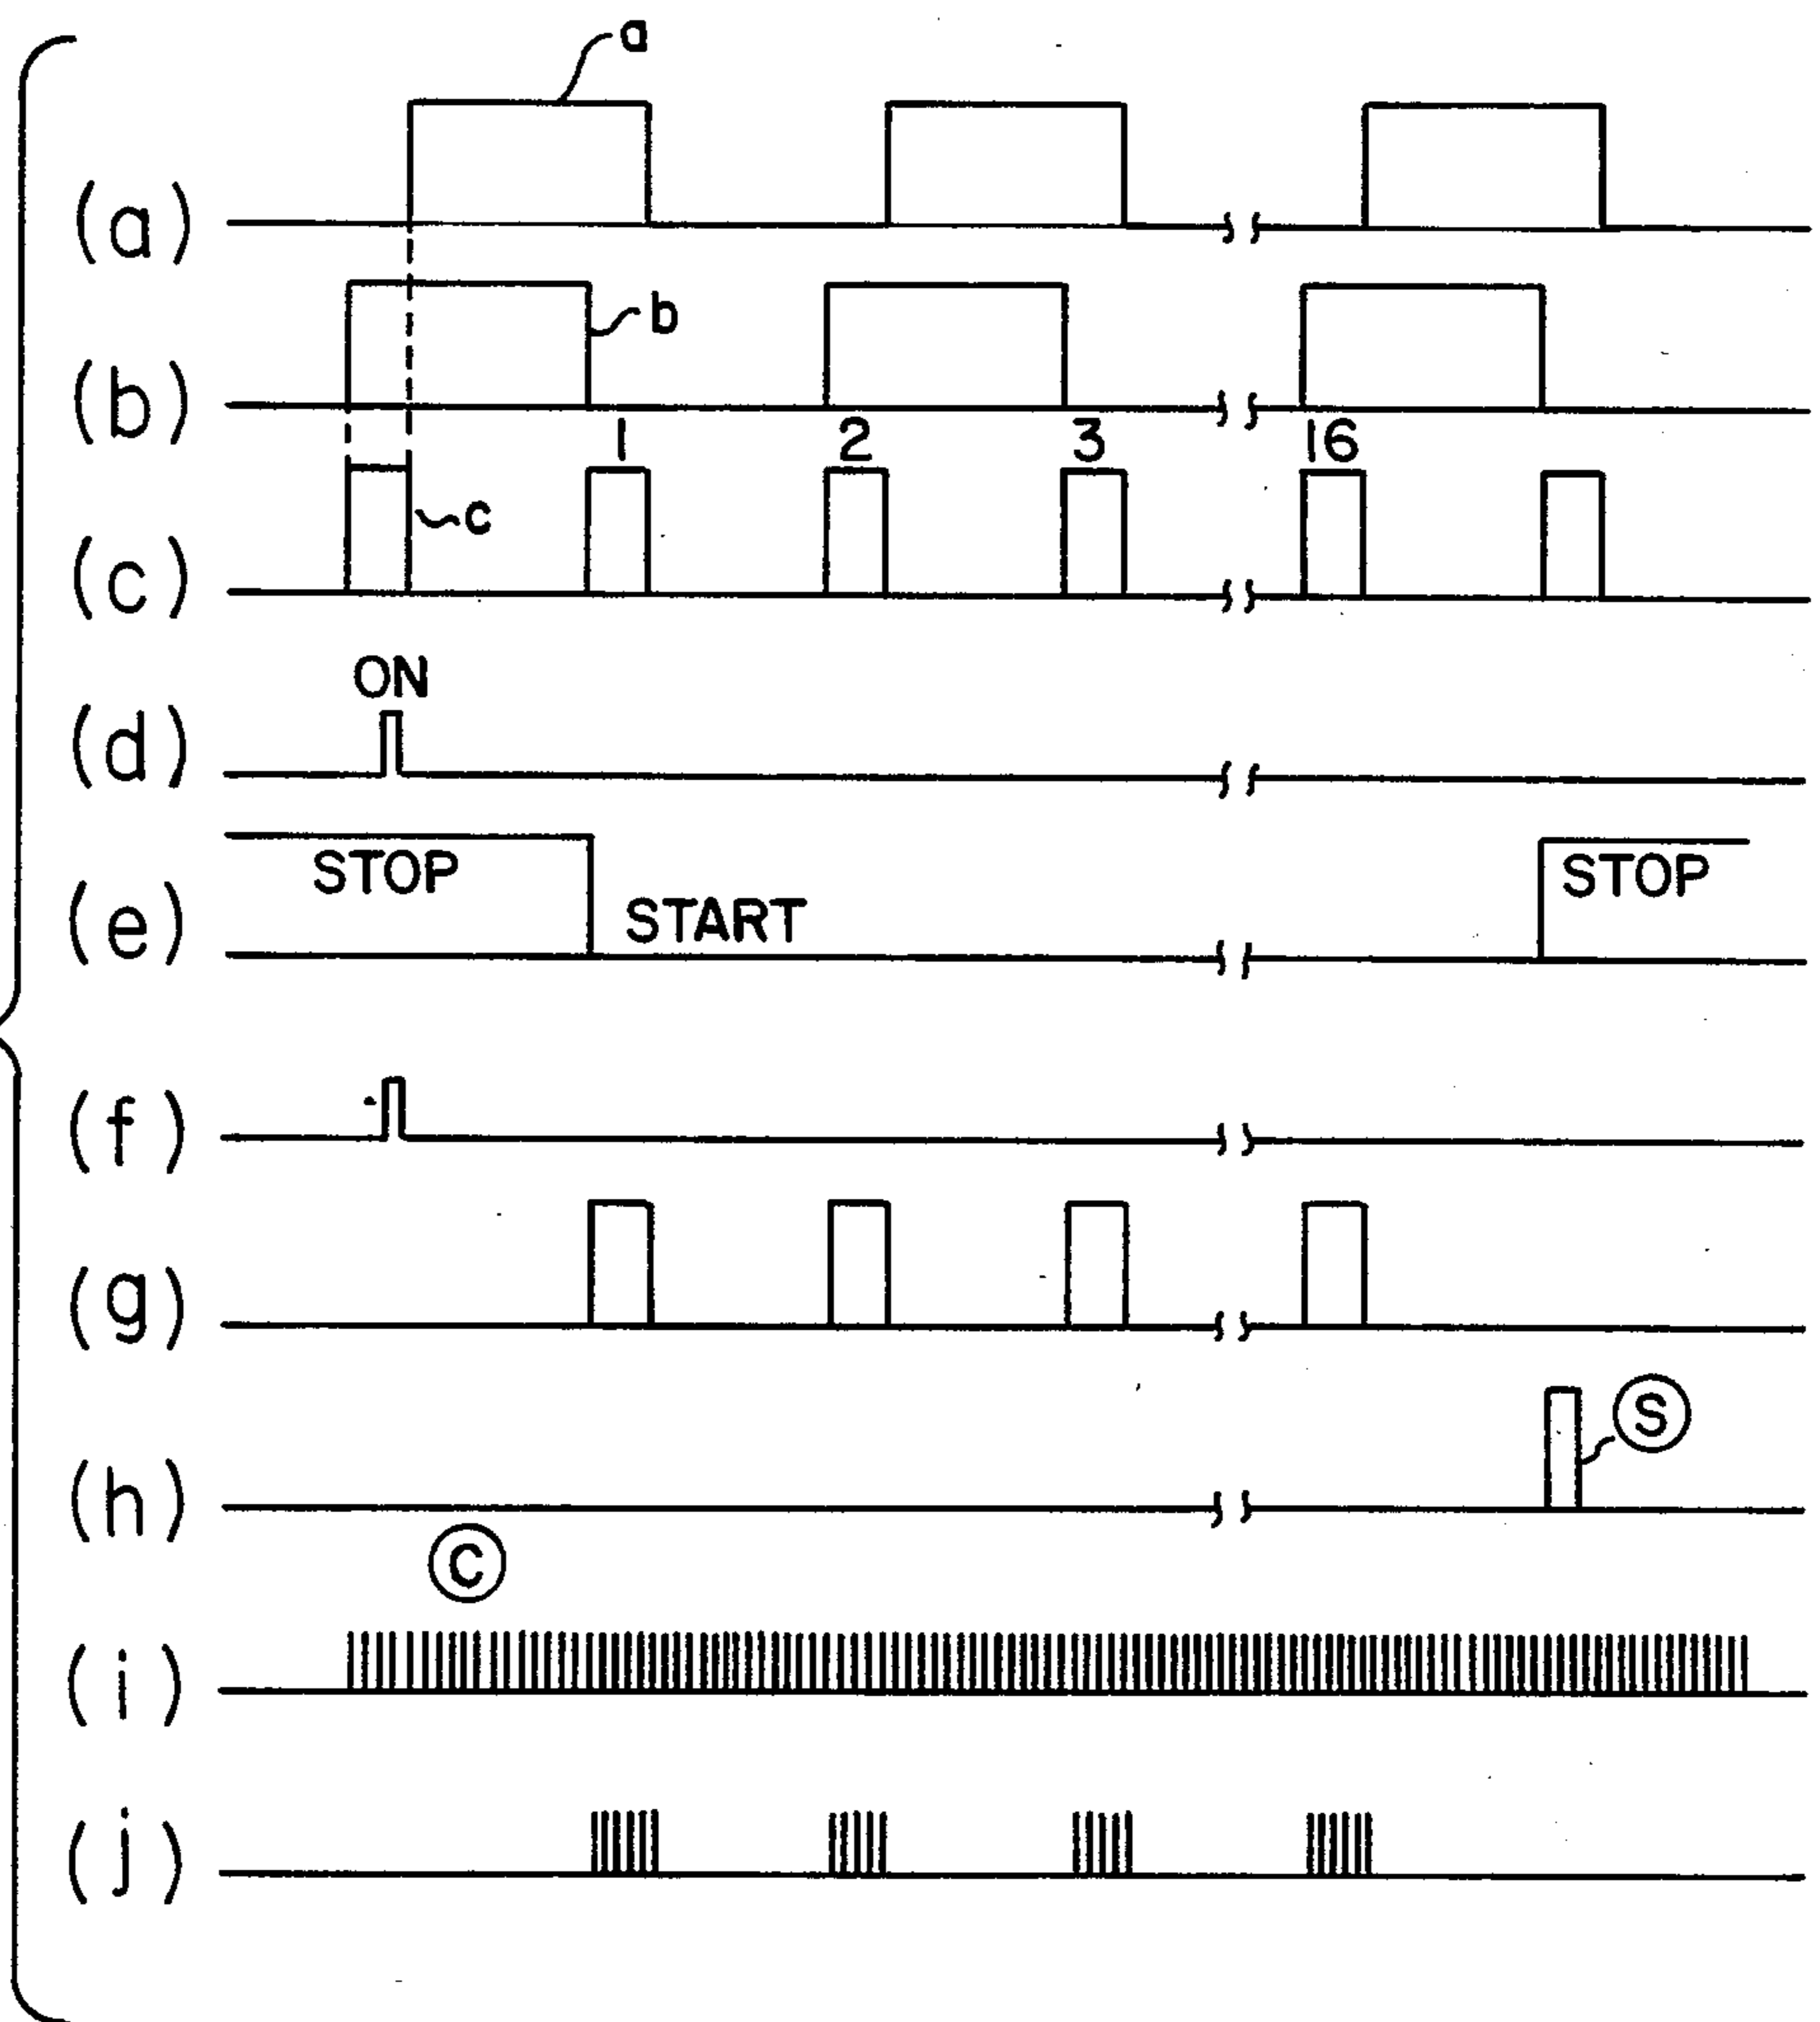 a
(a)
b
(b)
1 2 3 16
c
(c)
ON
(d)
STOP STOP
START
(e)
(f)
(g)
S
(h)
C
(i)
(j)